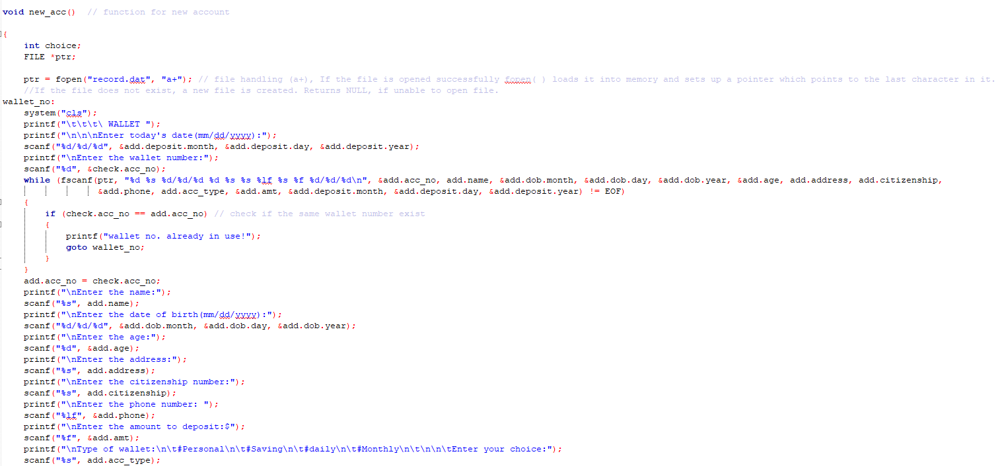 void new_acc()  // function for new account
{
    int choice;
    FILE *ptr;
    ptr = fopen("record.dat", "a+"); // file handling (a+), If the file is opened successfully fopen( ) loads it into memory and sets up a pointer which points to the last character in it.
    //If the file does not exist, a new file is created. Returns NULL, if unable to open file.
wallet_no:
    system("cls");
    printf("\t\t\t\ WALLET ");
    printf("\n\n\nEnter today's date(mm/dd/yyyy):");
    scanf("%d/%d/%d", &add.deposit.month, &add.deposit.day, &add.deposit.year);
    printf("\nEnter the wallet number:");
    scanf("%d", &check.acc_no);
    while (fscanf(ptr, "%d %s %d/%d/%d %d %s %s %lf %s %f %d/%d/%d\n", &add.acc_no, add.name, &add.dob.month, &add.dob.day, &add.dob.year, &add.age, add.address, add.citizenship,
                  &add.phone, add.acc_type, &add.amt, &add.deposit.month, &add.deposit.day, &add.deposit.year) != EOF)
    {
        if (check.acc_no == add.acc_no) // check if the same wallet number exist
        {
            printf("wallet no. already in use!");
            goto wallet_no;
        }
    }
    add.acc_no = check.acc_no;
    printf("\nEnter the name:");
    scanf("%s", add.name);
    printf("\nEnter the date of birth(mm/dd/yyyy):");
    scanf("%d/%d/%d", &add.dob.month, &add.dob.day, &add.dob.year);
    printf("\nEnter the age:");
    scanf("%d", &add.age);
    printf("\nEnter the address:");
    scanf("%s", add.address);
    printf("\nEnter the citizenship number:");
    scanf("%s", add.citizenship);
    printf("\nEnter the phone number: ");
    scanf("%lf", &add.phone);
    printf("\nEnter the amount to deposit:$");
    scanf("%f", &add.amt);
    printf("\nType of wallet:\n\t#Personal\n\t#Saving\n\t#daily\n\t#Monthly\n\t\n\n\tEnter your choice:");
    scanf("%s", add.acc_type);